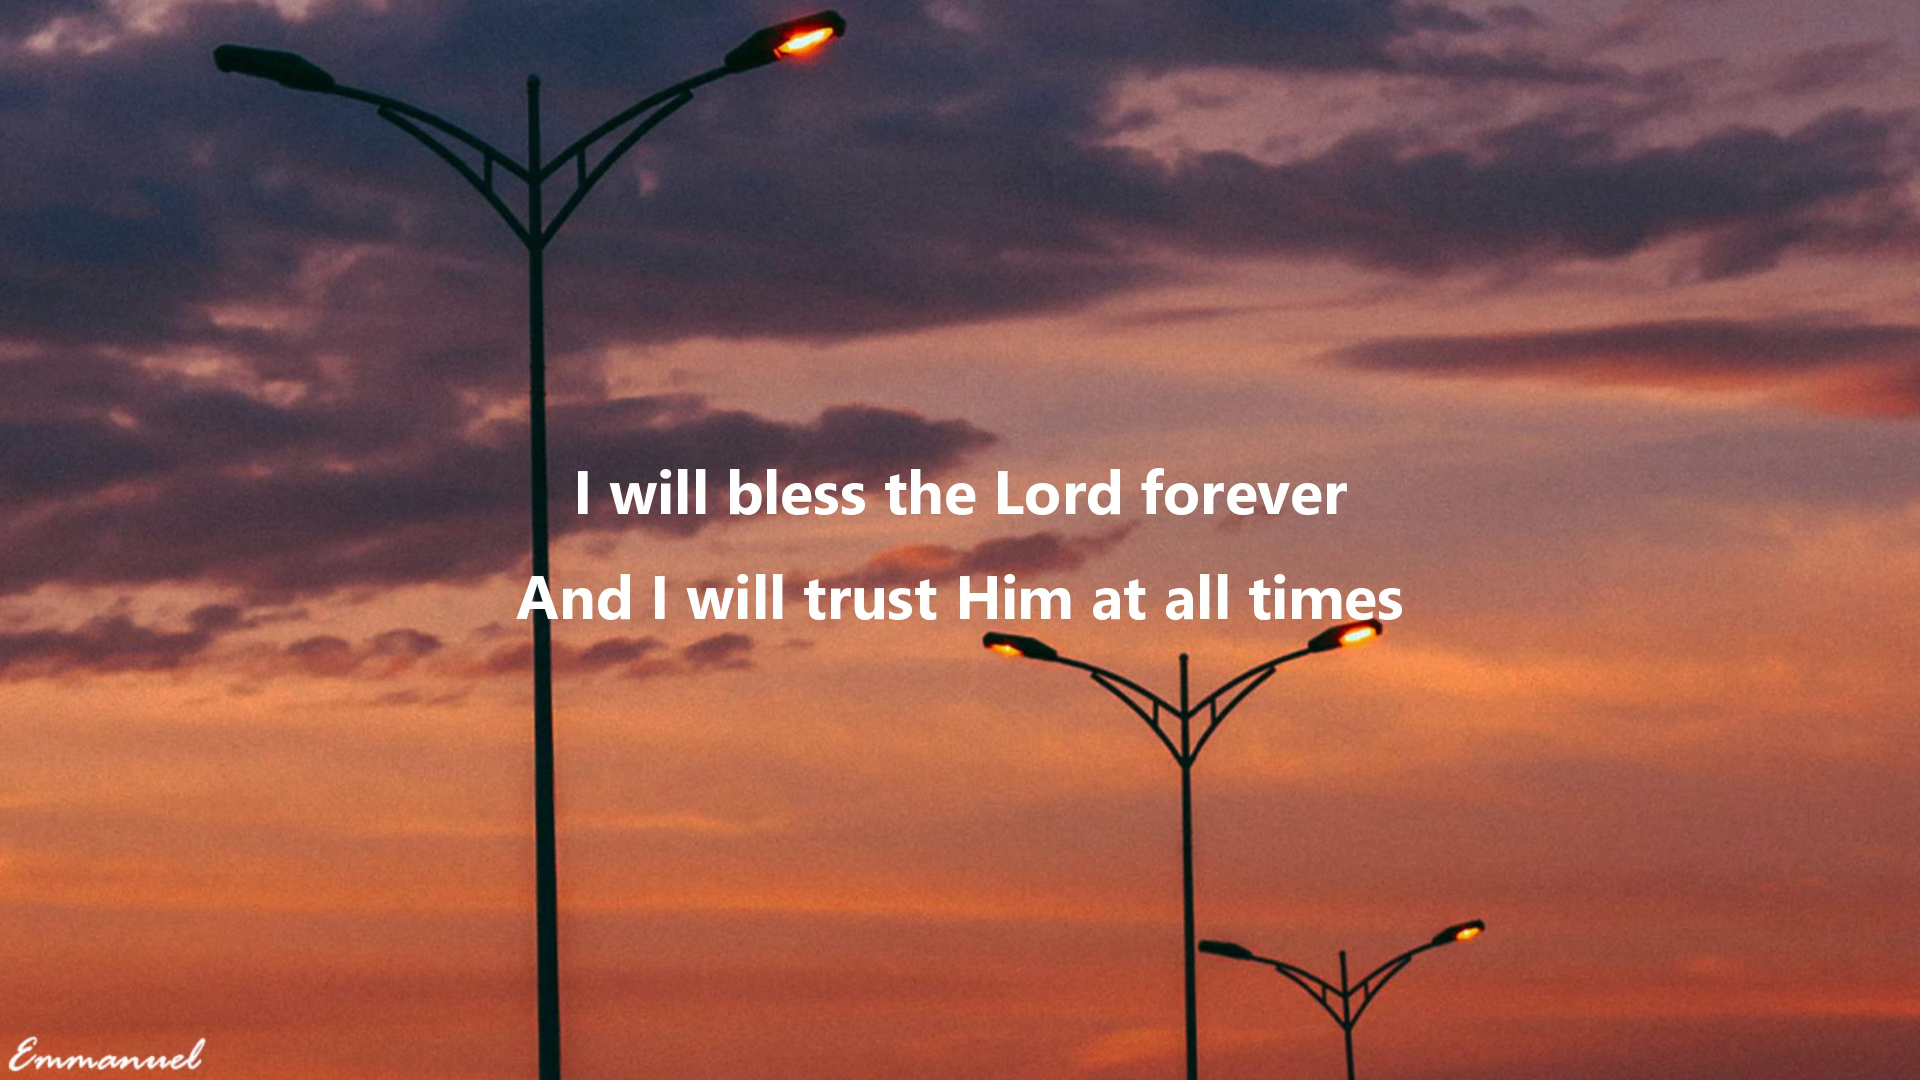 I will bless the Lord forever
And I will trust Him at all times
Emmanuel